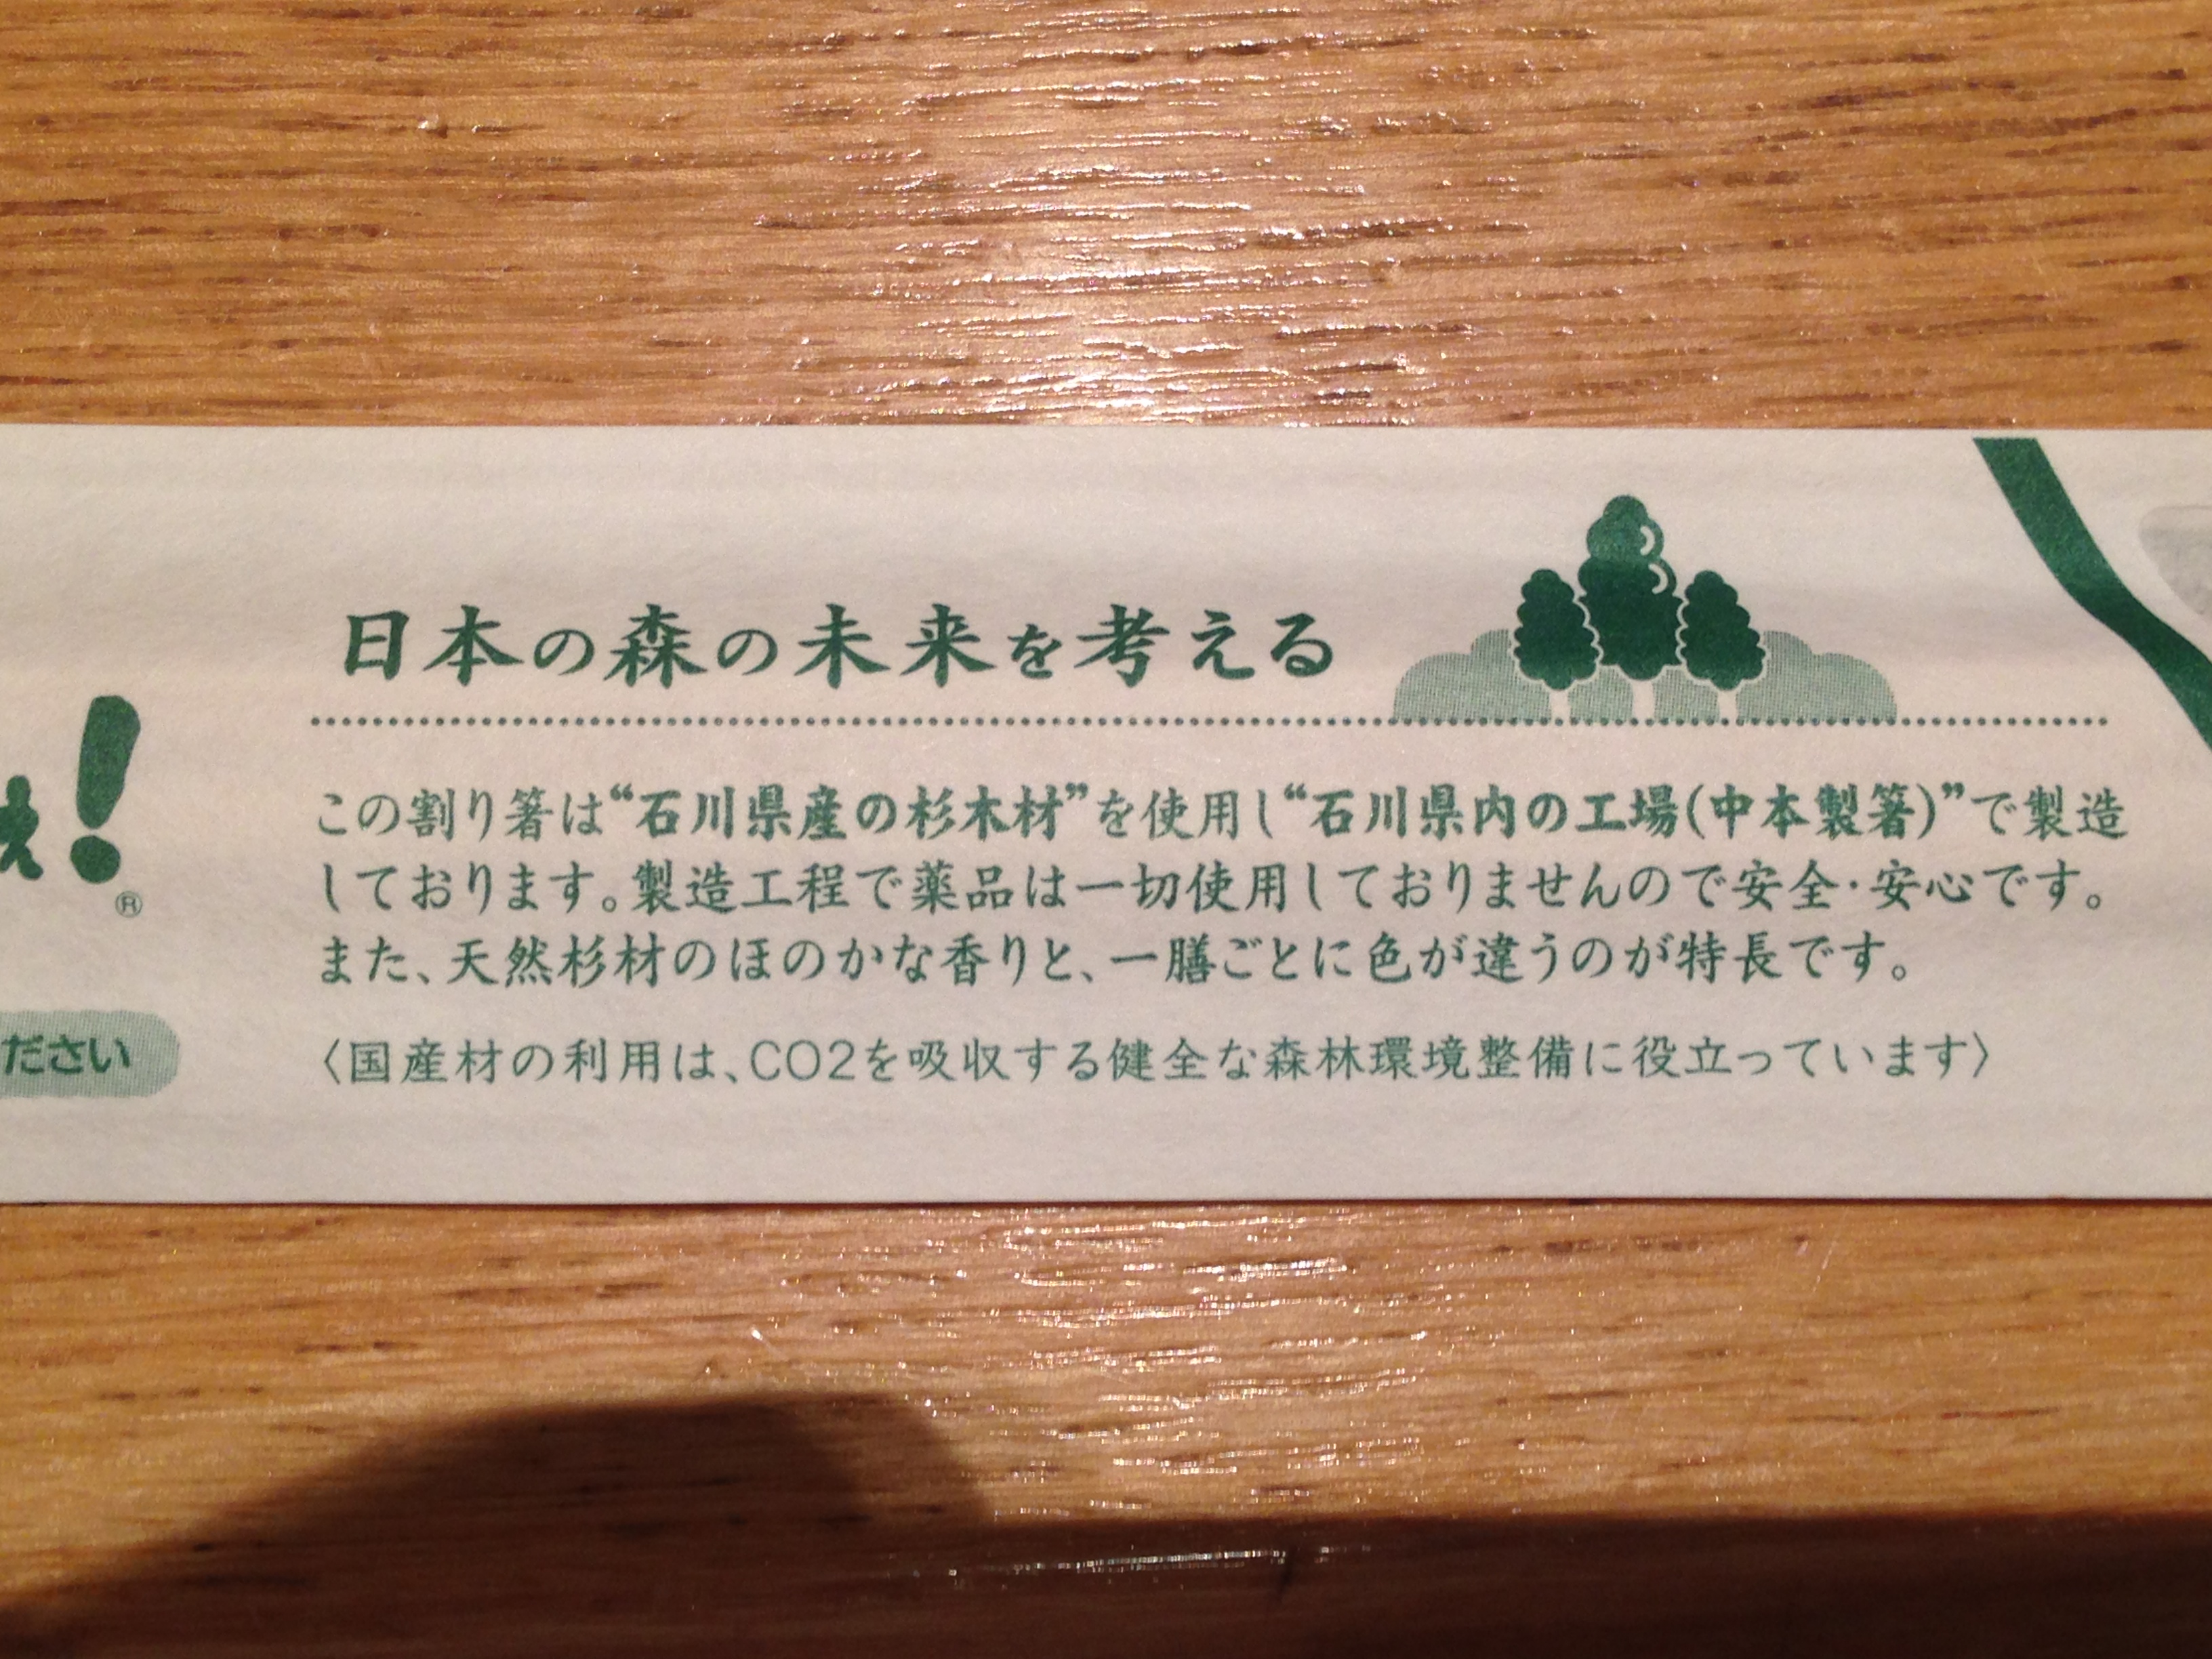 日本の森の未来を考える
この割り箸は“石川県産の杉木材”を使用し“石川県内の工場(中本製箸)”で製造
しております。製造工程で薬品は一切使用しておりませんので安全・安心です。
また、天然杉材のほのかな香りと、一膳ごとに色が違うのが特長です。
〈国産材の利用は、CO2を吸収する健全な森林環境整備に役立っています〉
!
®
ださい